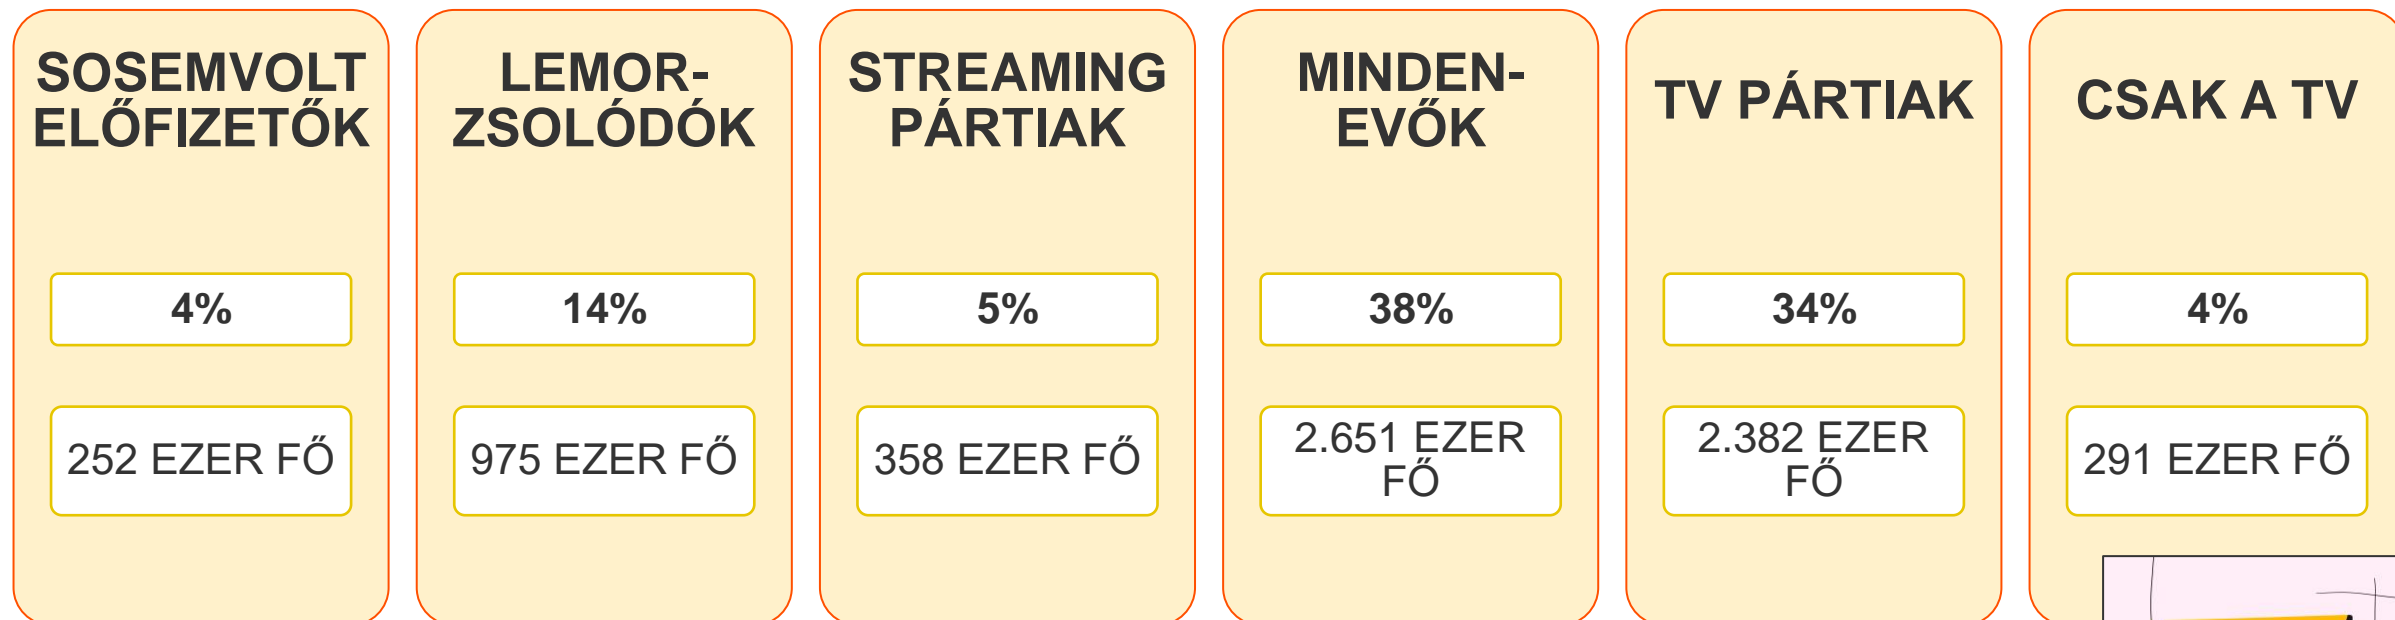 SOSEMVOLT
ELŐFIZETŐK
4%
252 EZER FŐ
LEMOR-
ZSOLÓDÓK
14%
975 EZER FŐ
STREAMING
PÁRTIAK
5%
358 EZER FŐ
MINDEN-
EVŐK
38%
2.651 EZER
FŐ
TV PÁRTIAK
34%
2.382 EZER
FŐ
CSAK A TV
4%
291 EZER FŐ